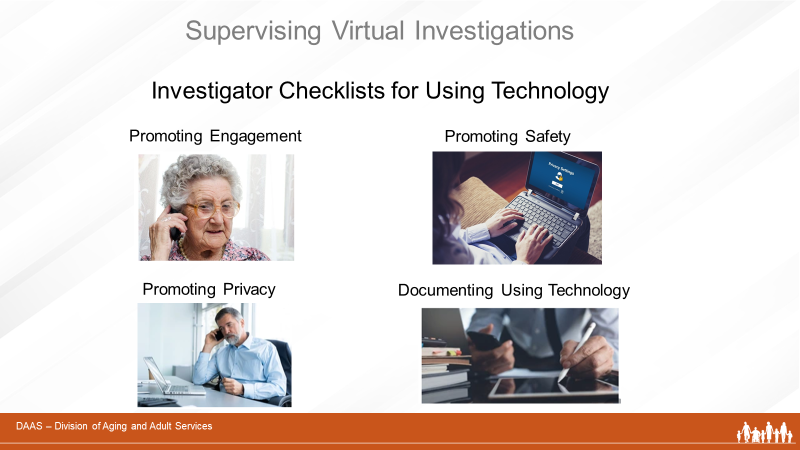 Supervising Virtual Investigations
Investigator Checklists for Using Technology
Promoting Engagement
Promoting Safety
Privacy Settings
Promoting Privacy
Documenting Using Technology
DAAS – Division of Aging and Adult Services